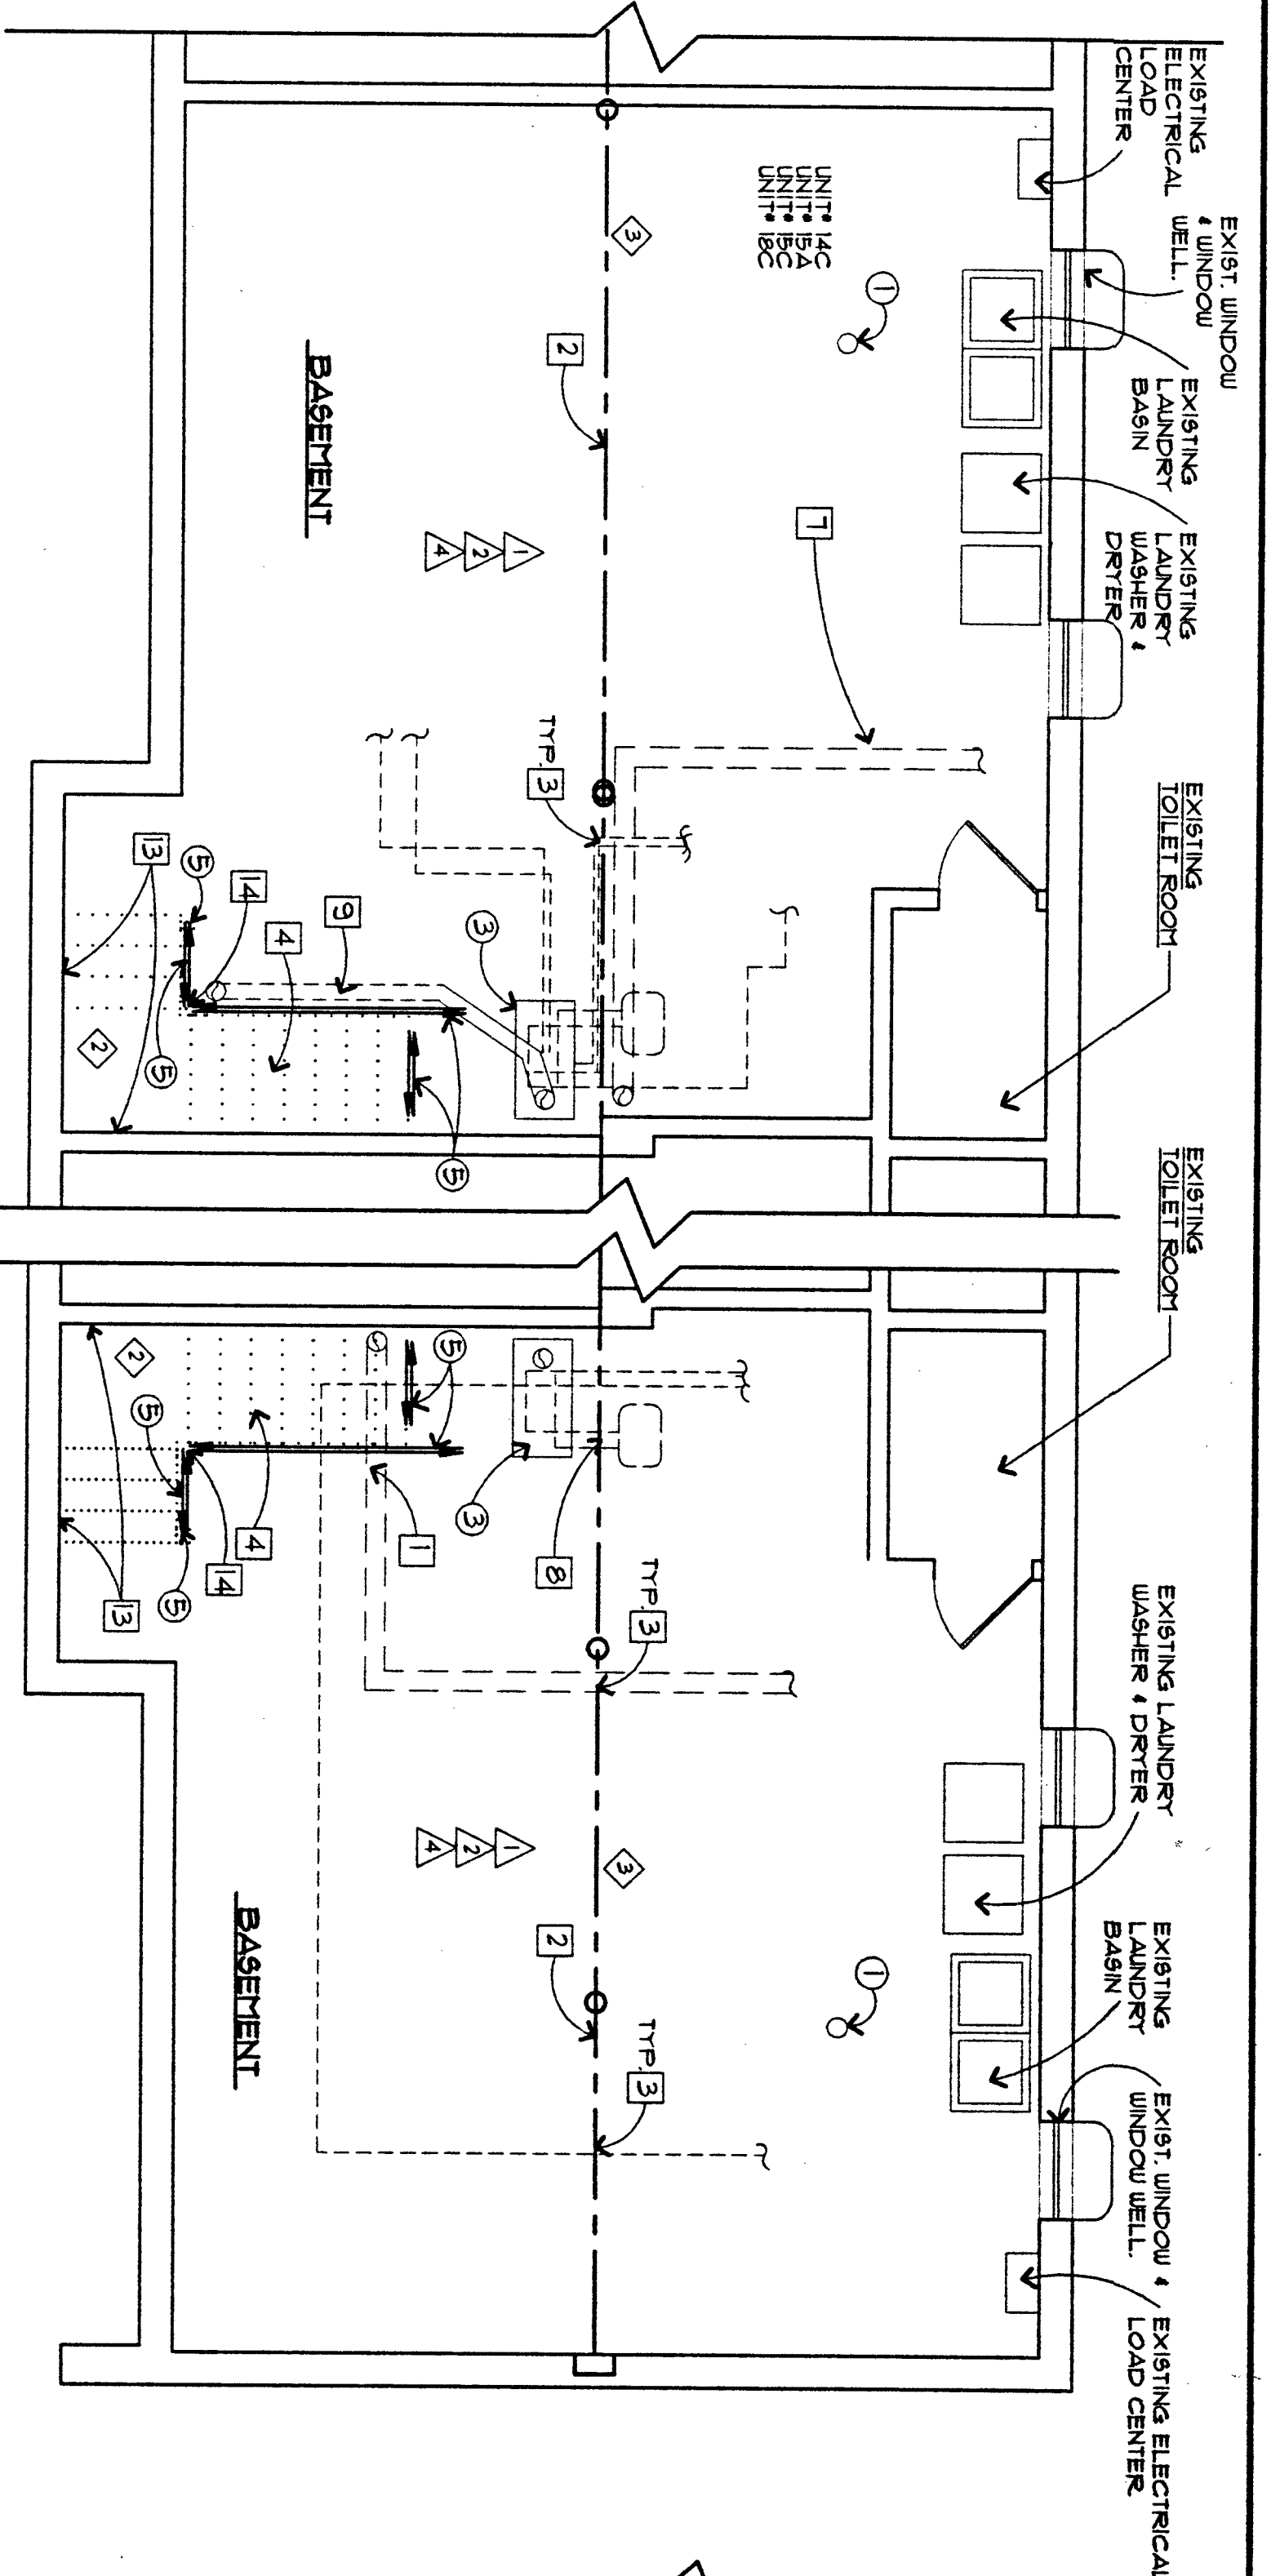 EXIST. WINDOW
& WINDOW
WELL.
EXISTING
ELECTRICAL
LOAD
CENTER
EXISTING
LAUNDRY
BASIN
EXISTING
LAUNDRY
WASHER &
DRYER
EXISTING
TOILET ROOM
EXISTING
TOILET ROOM
EXISTING LAUNDRY
WASHER & DRYER
EXISTING
LAUNDRY
BASIN
EXIST. WINDOW &
WINDOW WELL.
EXISTING ELECTRICAL
LOAD CENTER
UNIT# 14C
UNIT# 15A
UNIT# 15C
UNIT# 18C
1
3
2
7
1
2
4
BASEMENT
TYP. 3
3
13
5
14
9
4
2
5
5
2
5
5
3
1
4
14
5
13
8
TYP. 3
3
1
2
4
2
1
TYP. 3
BASEMENT